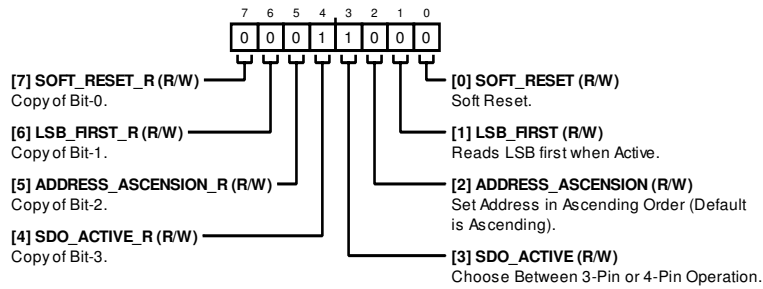 7 6 5 4 3 2 1 0
0 0 0 1 1 0 0 0
[7] SOFT_RESET_R (R/W)
Copy of Bit-0.
[6] LSB_FIRST_R (R/W)
Copy of Bit-1.
[5] ADDRESS_ASCENSION_R (R/W)
Copy of Bit-2.
[4] SDO_ACTIVE_R (R/W)
Copy of Bit-3.
[0] SOFT_RESET (R/W)
Soft Reset.
[1] LSB_FIRST (R/W)
Reads LSB first when Active.
[2] ADDRESS_ASCENSION (R/W)
Set Address in Ascending Order (Default
is Ascending).
[3] SDO_ACTIVE (R/W)
Choose Between 3-Pin or 4-Pin Operation.